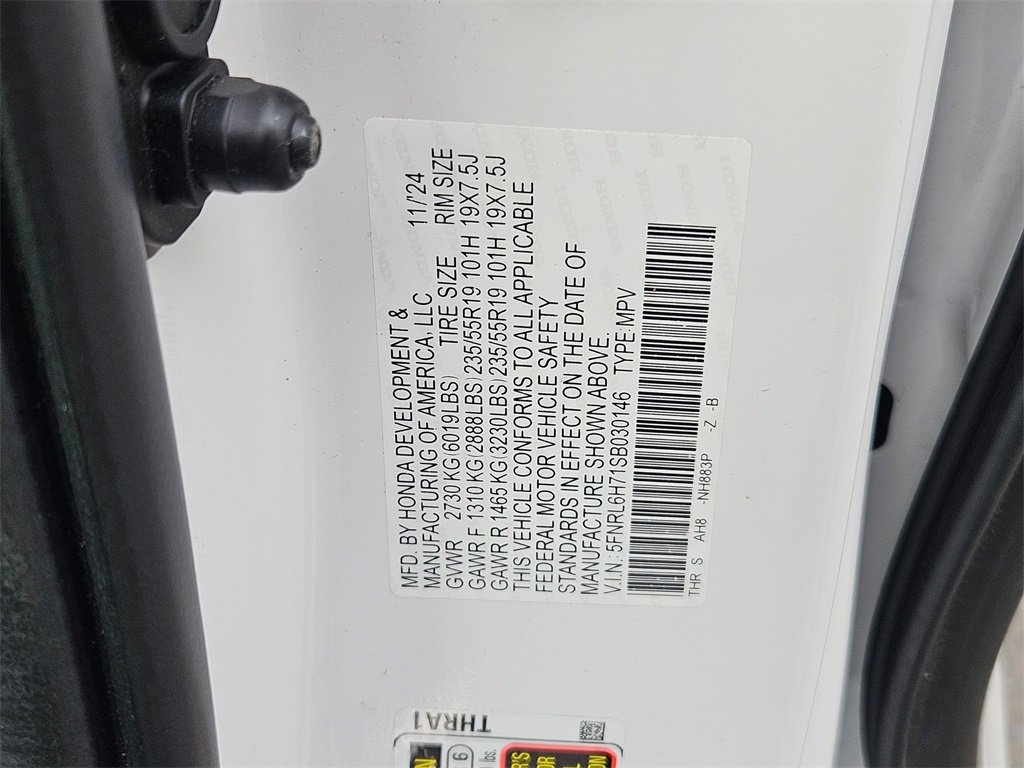 MFD. BY HONDA DEVELOPMENT &
MANUFACTURING OF AMERICA, LLC 11/24
GVWR 2730 KG(6019LBS) TIRE SIZE RIM SIZE
GAWR F 1310 KG(2888LBS) 235/55R19 101H 19X7.5J
GAWR R 1465 KG(3230LBS) 235/55R19 101H 19X7.5J
THIS VEHICLE CONFORMS TO ALL APPLICABLE
FEDERAL MOTOR VEHICLE SAFETY
STANDARDS IN EFFECT ON THE DATE OF
MANUFACTURE SHOWN ABOVE.
V.I.N.: 5FNRL6H71SB030146 TYPE:MPV
THR S AH8 -NH883P -Z -B
THRA1
6
lbs.